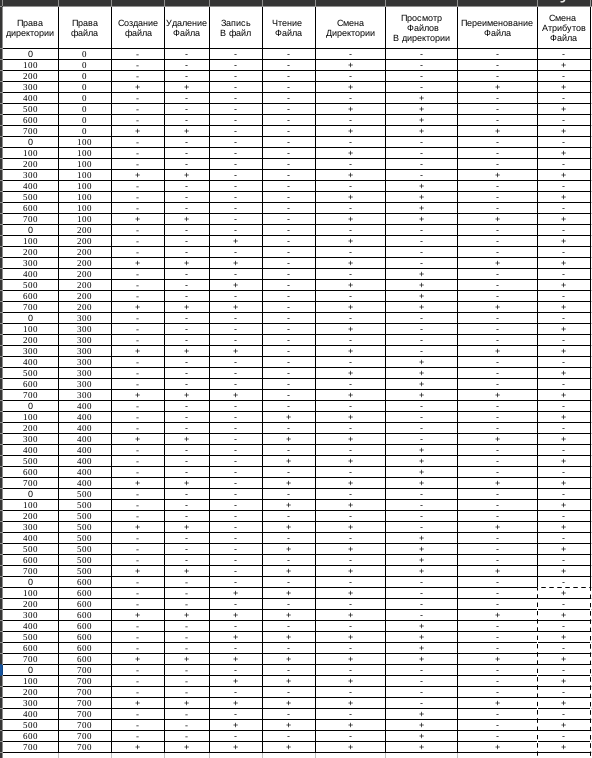 Права директории Права файла Создание файла Удаление Файла Запись В файл Чтение Файла Смена Директории Просмотр Файлов В директории Переименование Файла Смена Атрибутов Файла
0 0 - - - - - - - -
100 0 - - - - + - - +
200 0 - - - - - - - -
300 0 + + - - + - + +
400 0 - - - - - + - -
500 0 - - - - + + - +
600 0 - - - - - + - -
700 0 + + - - + + + +
0 100 - - - - - - - -
100 100 - - - - + - - +
200 100 - - - - - - - -
300 100 + + - - + - + +
400 100 - - - - - + - -
500 100 - - - - + + - +
600 100 - - - - - + - -
700 100 + + - - + + + +
0 200 - - - - - - - -
100 200 - - + - + - - +
200 200 - - - - - - - -
300 200 + + + - + - + +
400 200 - - - - - + - -
500 200 - - + - + + - +
600 200 - - - - - + - -
700 200 + + + - + + + +
0 300 - - - - - - - -
100 300 - - - - + - - +
200 300 - - - - - - - -
300 300 + + + - + - + +
400 300 - - - - - + - -
500 300 - - - - + + - +
600 300 - - - - - + - -
700 300 + + + - + + + +
0 400 - - - - - - - -
100 400 - - - + + - - +
200 400 - - - - - - - -
300 400 + + - + + - + +
400 400 - - - - - + - -
500 400 - - - + + + - +
600 400 - - - - - + - -
700 400 + + - + + + + +
0 500 - - - - - - - -
100 500 - - - + + - - +
200 500 - - - - - - - -
300 500 + + - + + - + +
400 500 - - - - - + - -
500 500 - - - + + + - +
600 500 - - - - - + - -
700 500 + + - + + + + +
0 600 - - - - - - - -
100 600 - - + + + - - +
200 600 - - - - - - - -
300 600 + + + + + - + +
400 600 - - - - - + - -
500 600 - - + + + + - +
600 600 - - - - - + - -
700 600 + + + + + + + +
0 700 - - - - - - - -
100 700 - - + + + - - +
200 700 - - - - - - - -
300 700 + + + + + - + +
400 700 - - - - - + - -
500 700 - - + + + + - +
600 700 - - - - - + - -
700 700 + + + + + + + +